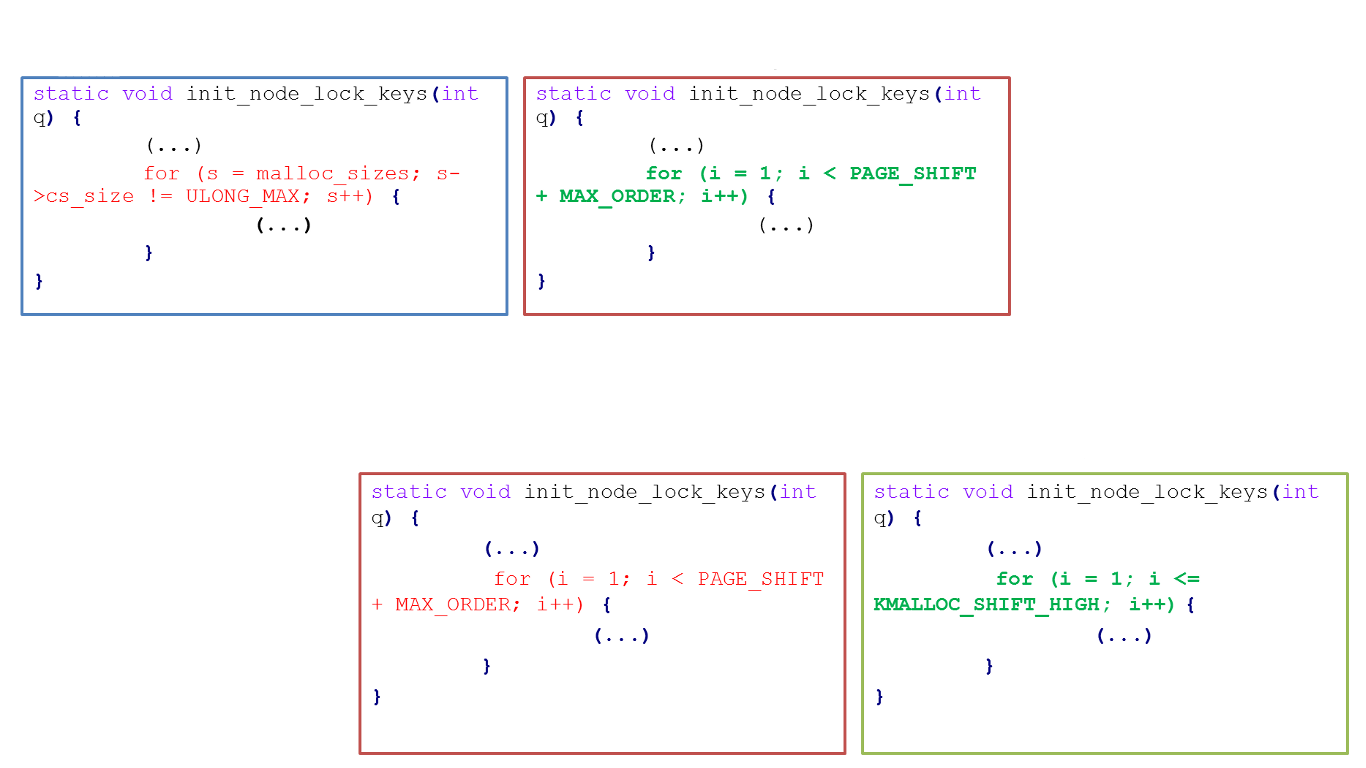 static void init_node_lock_keys(int
q) {
(...)
for (s = malloc_sizes; s-
>cs_size != ULONG_MAX; s++) {
(...)
}
}
static void init_node_lock_keys(int
q) {
(...)
for (i = 1; i < PAGE_SHIFT
+ MAX_ORDER; i++) {
(...)
}
}
static void init_node_lock_keys(int
q) {
(...)
for (i = 1; i < PAGE_SHIFT
+ MAX_ORDER; i++) {
(...)
}
}
static void init_node_lock_keys(int
q) {
(...)
for (i = 1; i <=
KMALLOC_SHIFT_HIGH; i++) {
(...)
}
}